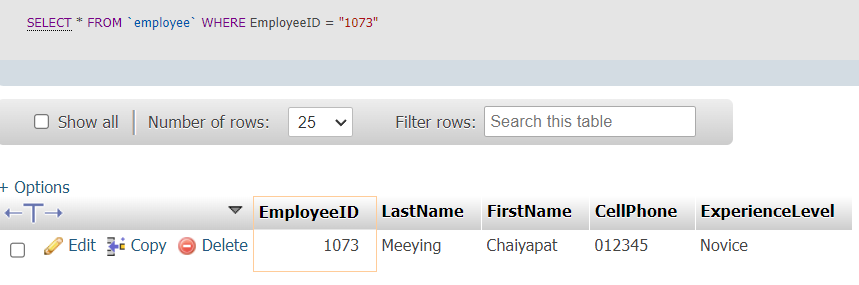 SELECT * FROM `employee` WHERE EmployeeID = "1073"
Show all Number of rows: 25 Filter rows: Search this table
+ Options
←T→ EmployeeID LastName FirstName CellPhone ExperienceLevel
Edit Copy Delete 1073 Meeying Chaiyapat 012345 Novice